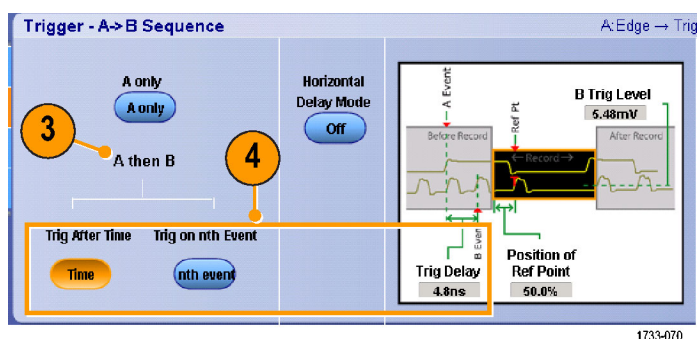 Trigger - A->B Sequence
A:Edge → Trig
A only
A only
3
A then B
4
Trig After Time
Trig on nth Event
Time
nth event
Horizontal
Delay Mode
Off
A Event
Ref Pt
B Trig Level
5.48mV
Before Record
←Record→
After Record
B Event
Trig Delay
4.8ns
Position of
Ref Point
50.0%
1733-070